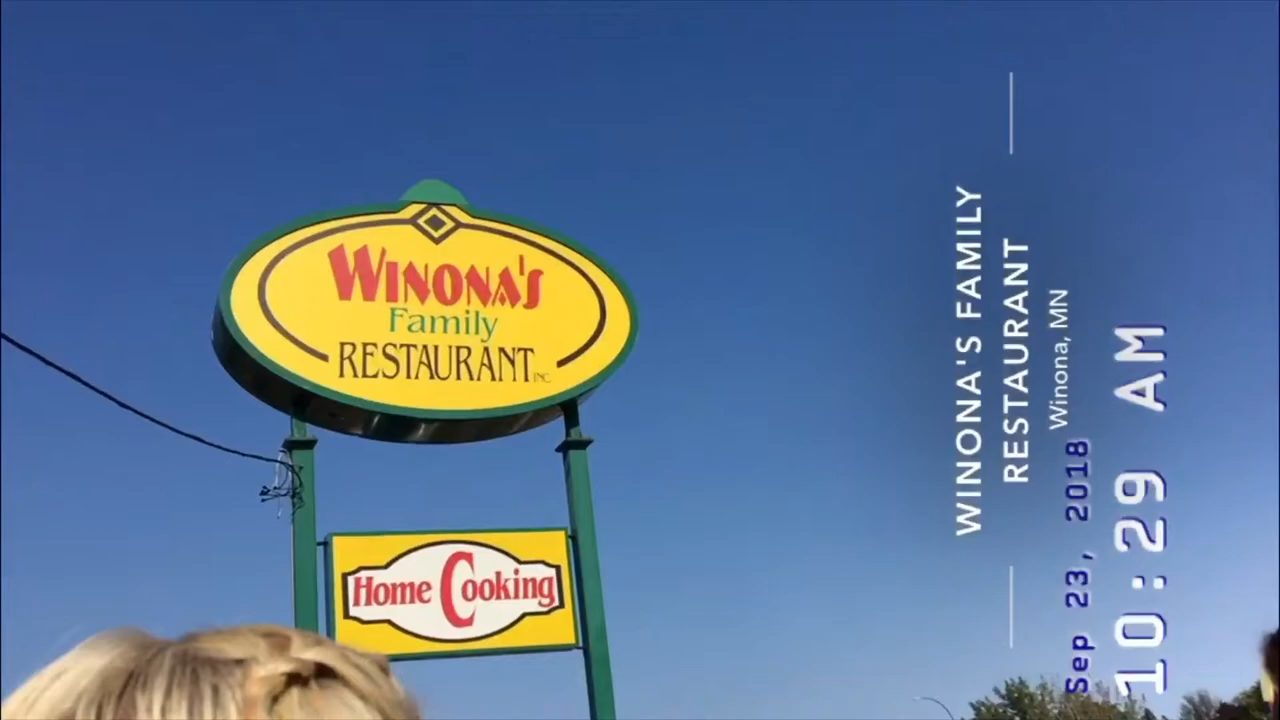 WINONA'S
Family
RESTAURANT INC.
Home Cooking
WINONA'S FAMILY
RESTAURANT
Winona, MN
Sep 23, 2018
10:29 AM